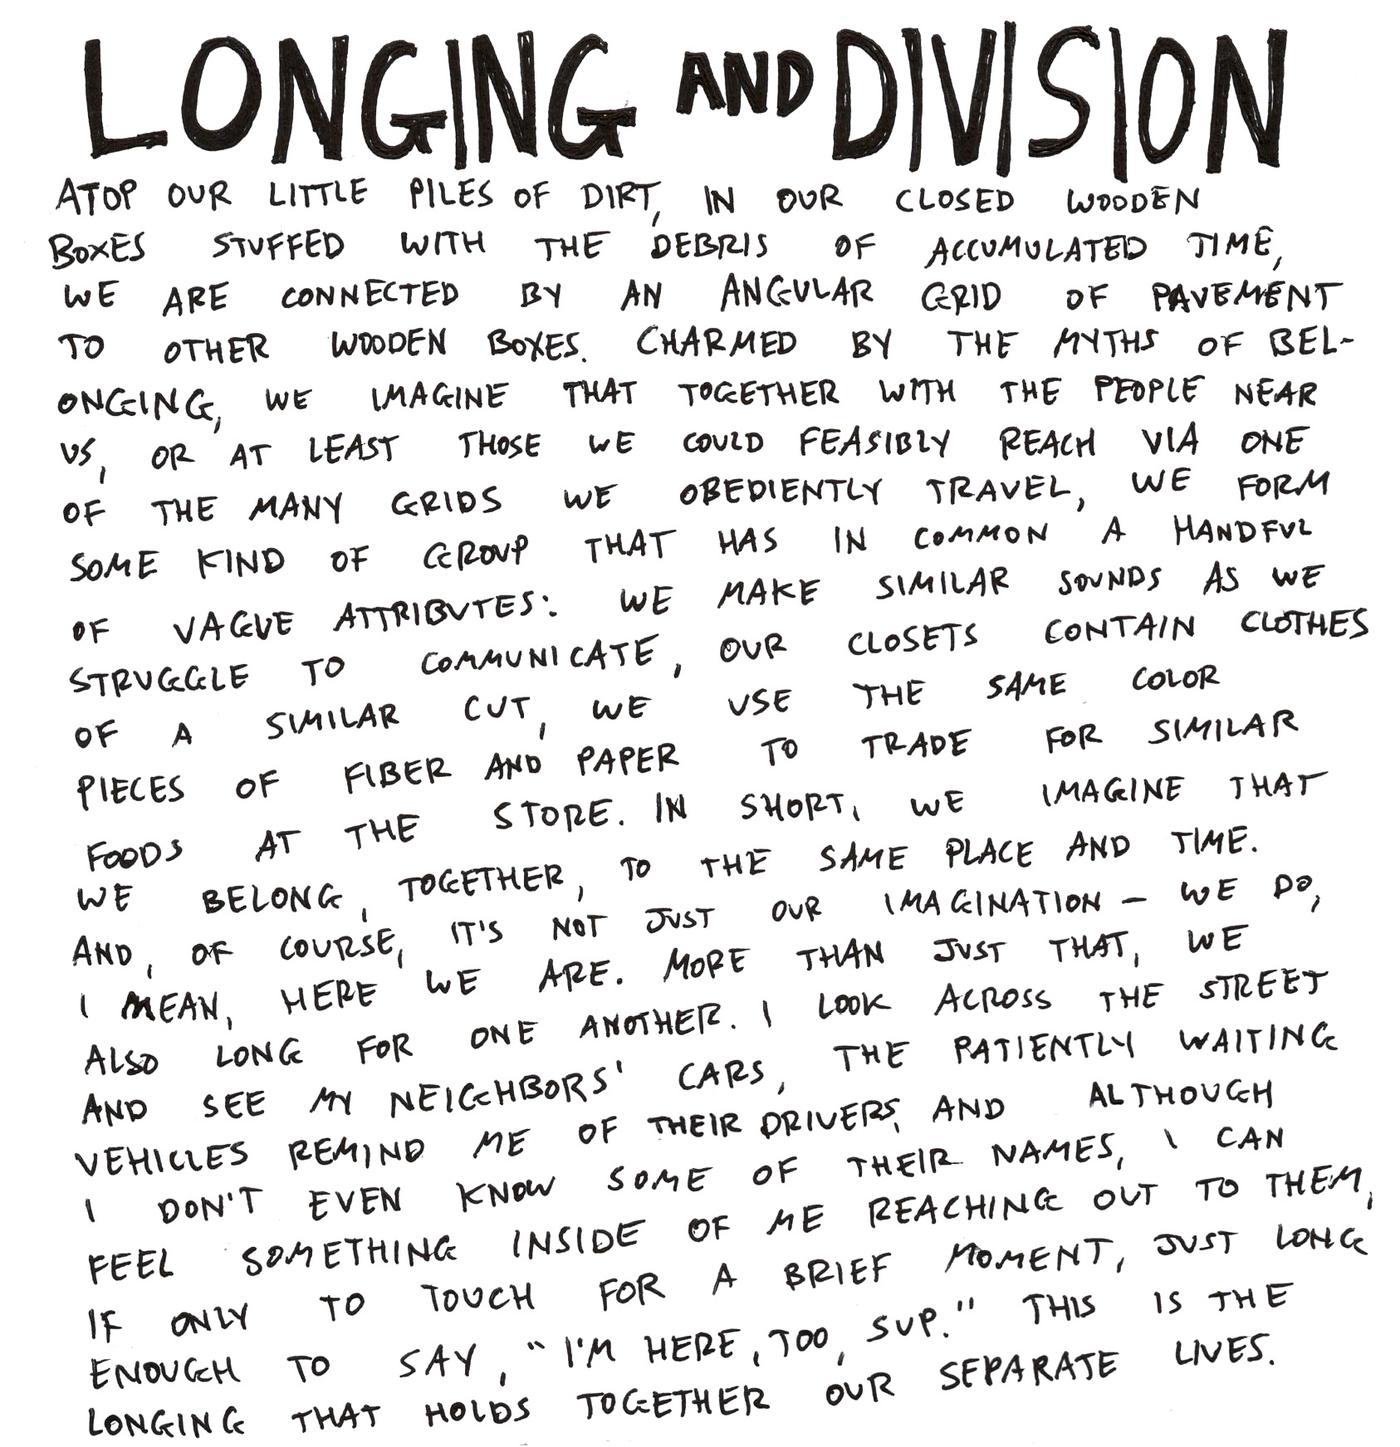 LONGING AND DIVISION
ATOP OUR LITTLE PILES OF DIRT, IN OUR CLOSED WOODEN
BOXES STUFFED WITH THE DEBRIS OF ACCUMULATED TIME,
WE ARE CONNECTED BY AN ANGULAR GRID OF PAVEMENT
TO OTHER WOODEN BOXES. CHARMED BY THE MYTHS OF BEL-
ONGING, WE IMAGINE THAT TOGETHER WITH THE PEOPLE NEAR
US, OR AT LEAST THOSE WE COULD FEASIBLY REACH VIA ONE
OF THE MANY GRIDS WE OBEDIENTLY TRAVEL, WE FORM
SOME KIND OF GROUP THAT HAS IN COMMON A HANDFUL
OF VAGUE ATTRIBUTES: WE MAKE SIMILAR SOUNDS AS WE
STRUGGLE TO COMMUNICATE, OUR CLOSETS CONTAIN CLOTHES
OF A SIMILAR CUT, WE USE THE SAME COLOR
PIECES OF FIBER AND PAPER TO TRADE FOR SIMILAR
FOODS AT THE STORE. IN SHORT, WE IMAGINE THAT
WE BELONG, TOGETHER, TO THE SAME PLACE AND TIME.
AND, OF COURSE, IT'S NOT JUST OUR IMAGINATION – WE DO,
I MEAN, HERE WE ARE. MORE THAN JUST THAT, WE
ALSO LONG FOR ONE ANOTHER. I LOOK ACROSS THE STREET
AND SEE MY NEIGHBORS' CARS, THE PATIENTLY WAITING
VEHICLES REMIND ME OF THEIR DRIVERS, AND ALTHOUGH
I DON'T EVEN KNOW SOME OF THEIR NAMES, I CAN
FEEL SOMETHING INSIDE OF ME REACHING OUT TO THEM,
IF ONLY TO TOUCH FOR A BRIEF MOMENT, JUST LONG
ENOUGH TO SAY, "I'M HERE, TOO, SUP." THIS IS THE
LONGING THAT HOLDS TOGETHER OUR SEPARATE LIVES.